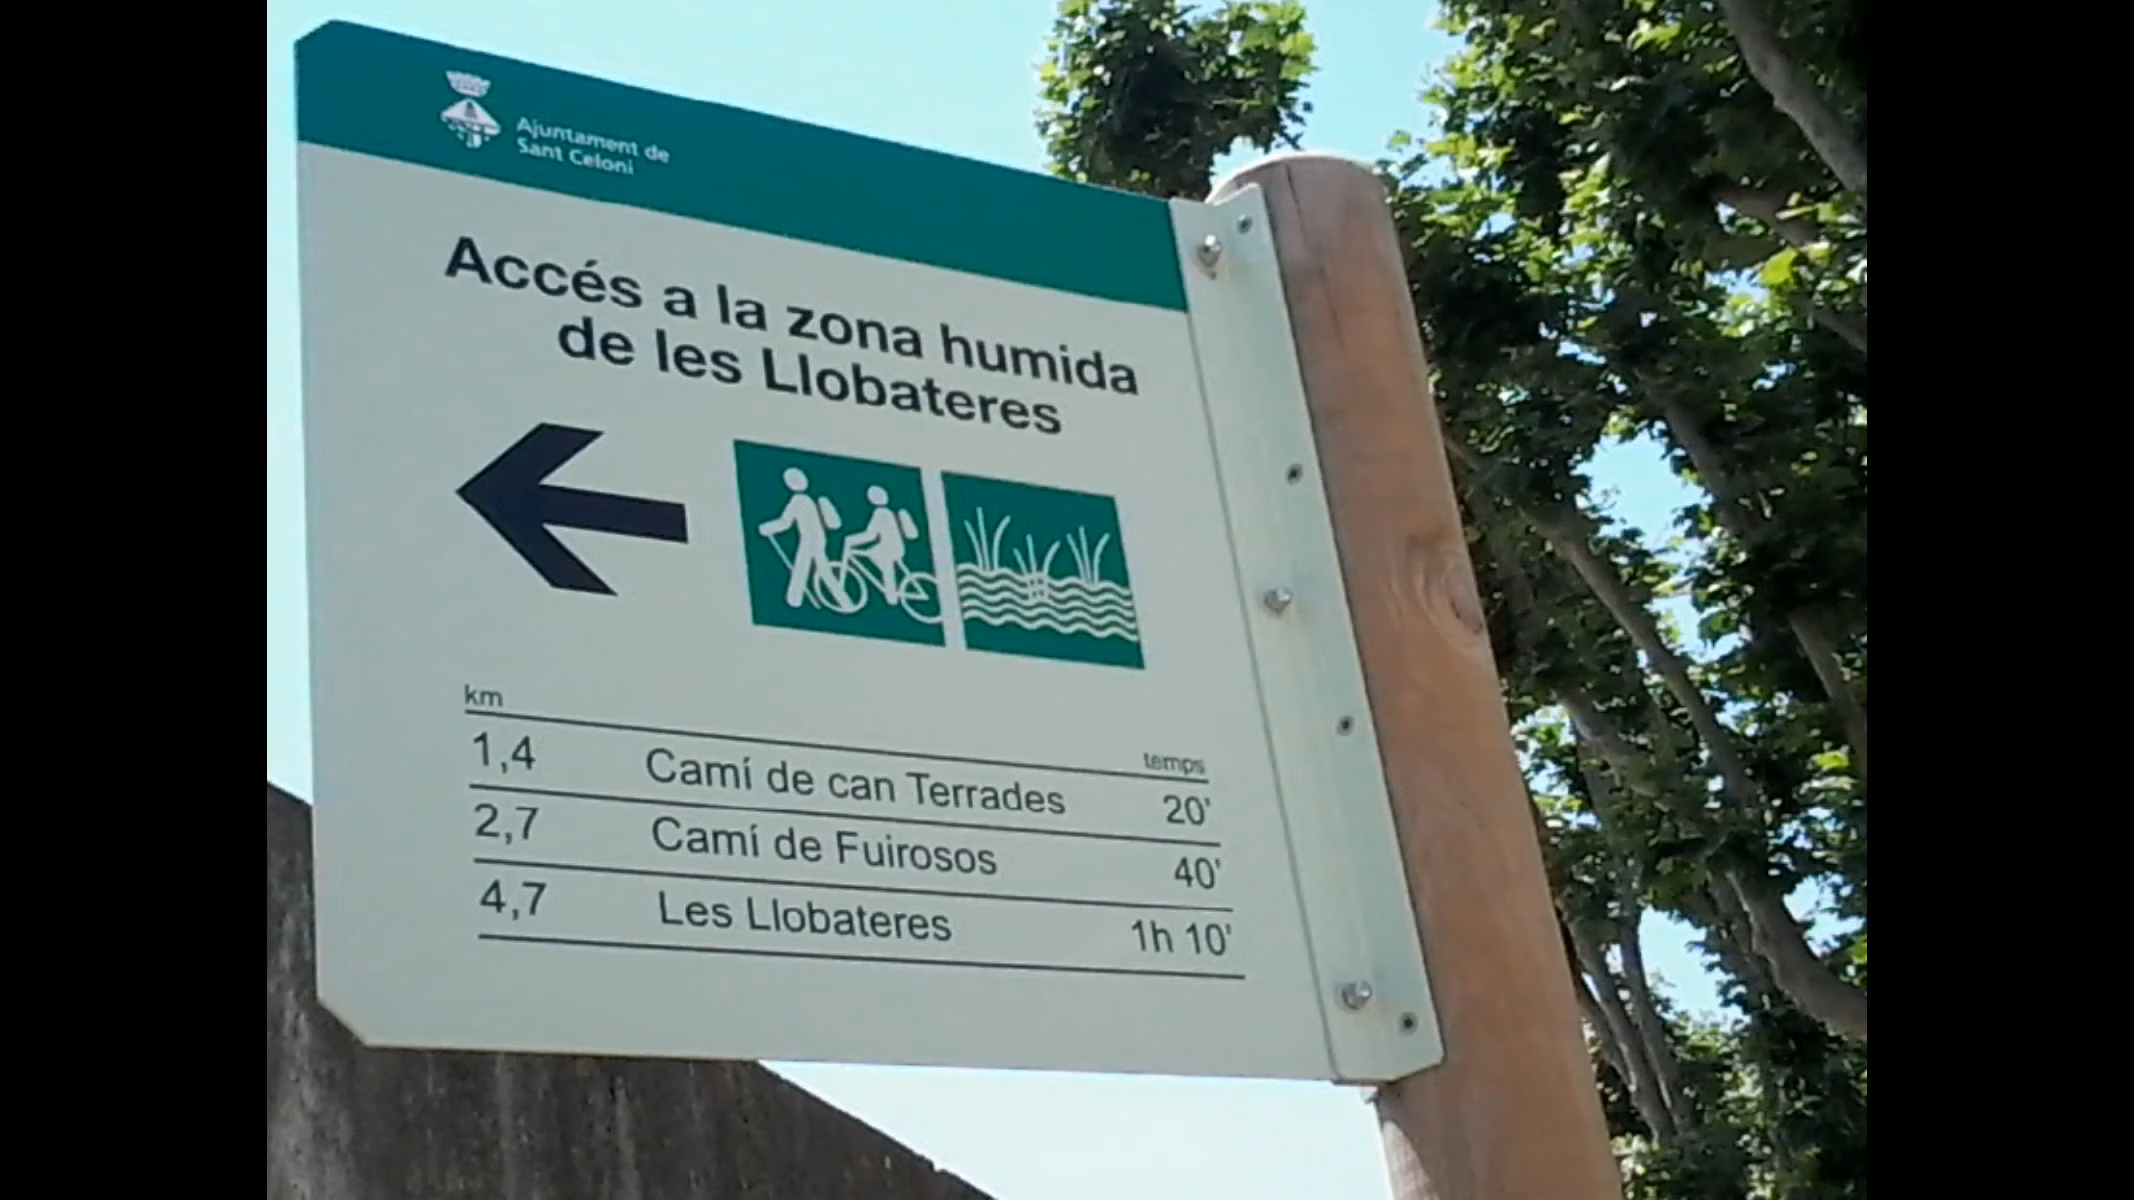 Ajuntament de
Sant Celoni
Accés a la zona humida
de les Llobateres
km
temps
1,4 Camí de can Terrades 20'
2,7 Camí de Fuirosos 40'
4,7 Les Llobateres 1h 10'